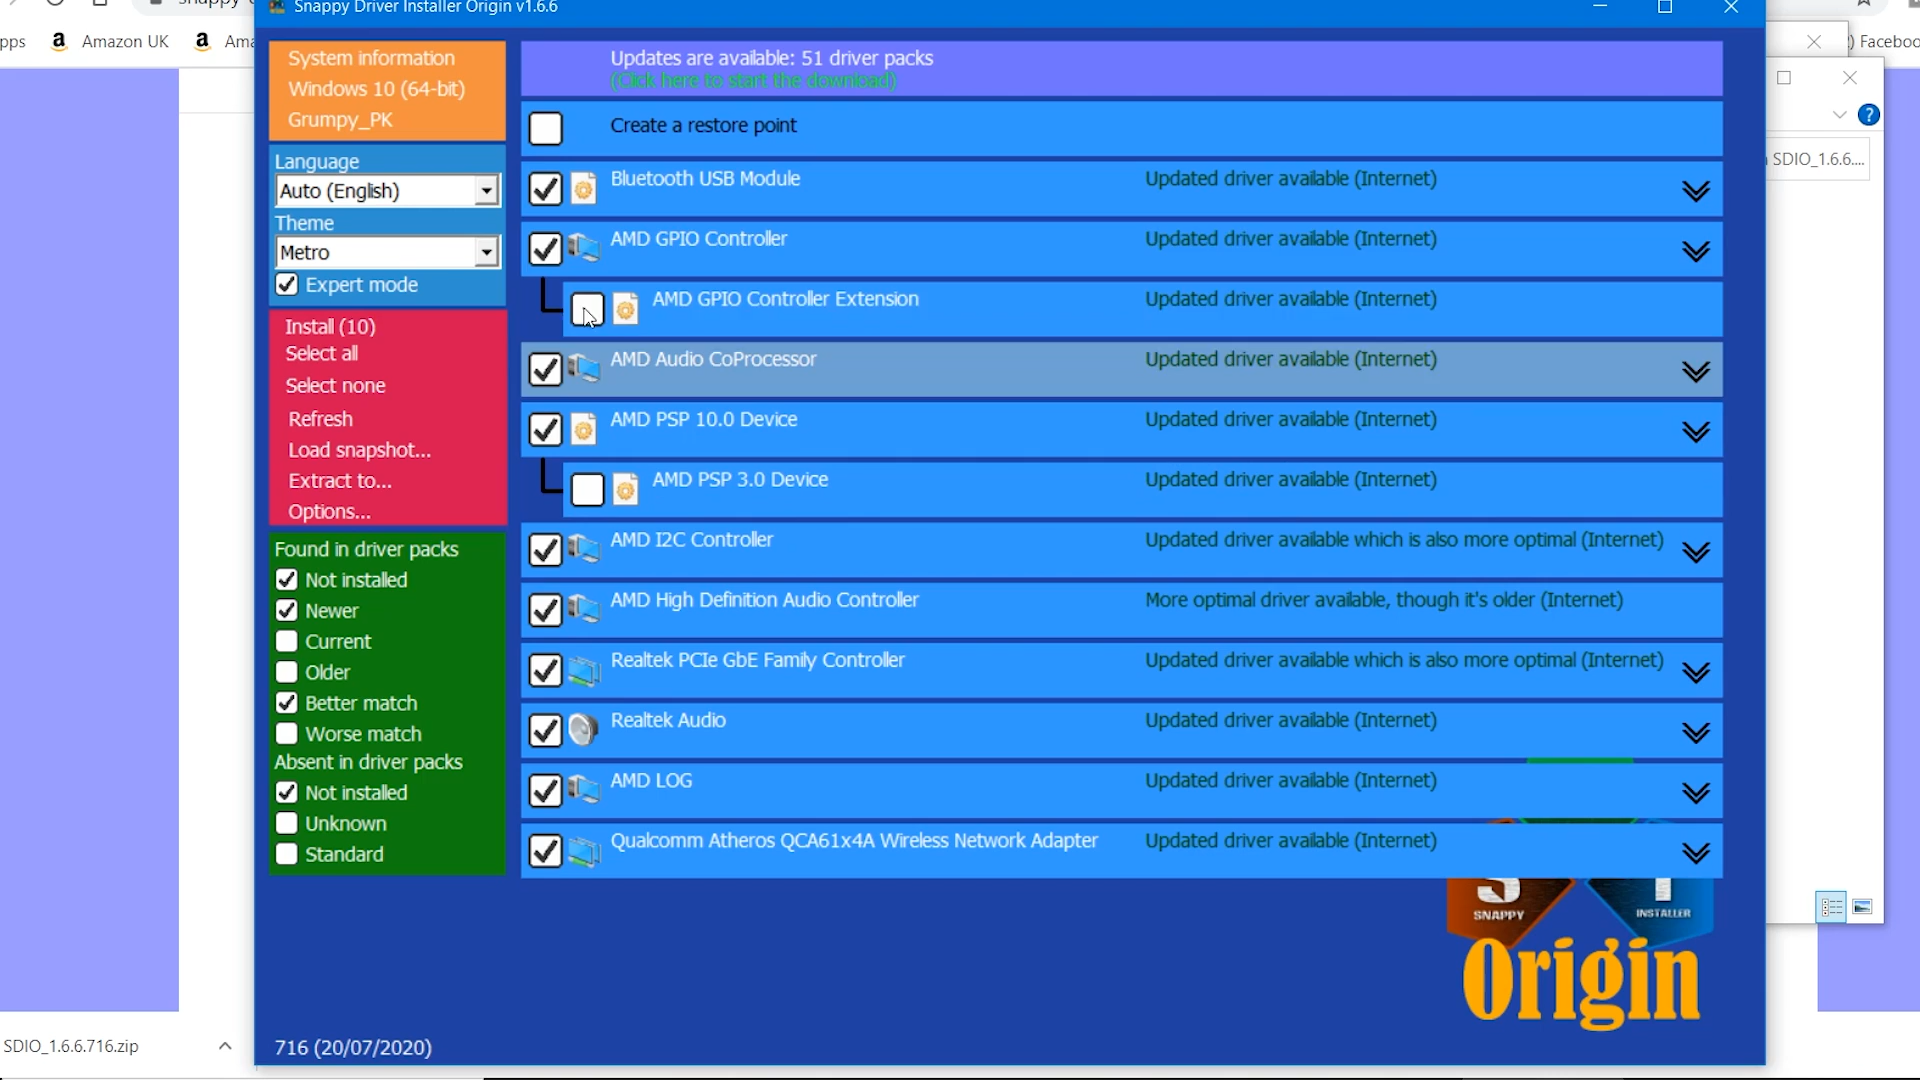 Snappy Driver Installer Origin v1.6.6
pps
Amazon UK
Ama
Faceboo
SDIO_1.6.6....
System information
Windows 10 (64-bit)
Grumpy_PK
Language
Auto (English)
Theme
Metro
Expert mode
Install (10)
Select all
Select none
Refresh
Load snapshot...
Extract to...
Options...
Found in driver packs
Not installed
Newer
Current
Older
Better match
Worse match
Absent in driver packs
Not installed
Unknown
Standard
Updates are available: 51 driver packs
(Click here to start the download)
Create a restore point
Bluetooth USB Module Updated driver available (Internet)
AMD GPIO Controller Updated driver available (Internet)
AMD GPIO Controller Extension Updated driver available (Internet)
AMD Audio CoProcessor Updated driver available (Internet)
AMD PSP 10.0 Device Updated driver available (Internet)
AMD PSP 3.0 Device Updated driver available (Internet)
AMD I2C Controller Updated driver available which is also more optimal (Internet)
AMD High Definition Audio Controller More optimal driver available, though it's older (Internet)
Realtek PCIe GbE Family Controller Updated driver available which is also more optimal (Internet)
Realtek Audio Updated driver available (Internet)
AMD LOG Updated driver available (Internet)
Qualcomm Atheros QCA61x4A Wireless Network Adapter Updated driver available (Internet)
SNAPPY INSTALLER
Origin
716 (20/07/2020)
SDIO_1.6.6.716.zip